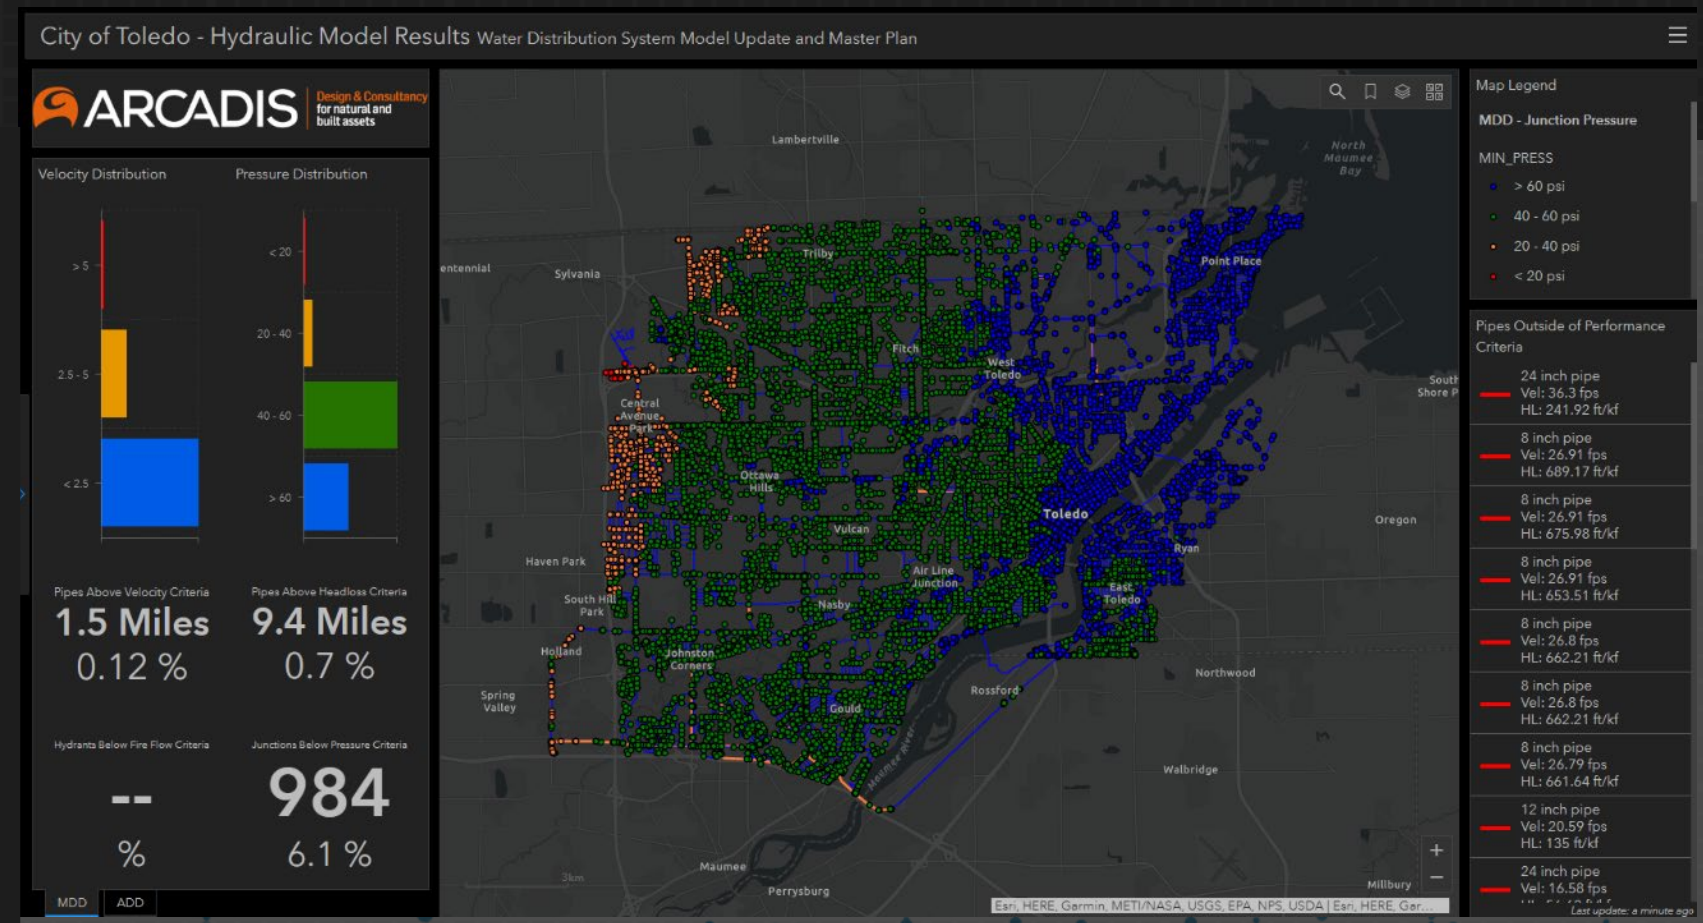 City of Toledo - Hydraulic Model Results Water Distribution System Model Update and Master Plan
ARCADIS
Design & Consultancy
for natural and
built assets
Velocity Distribution
> 5
2.5 - 5
< 2.5
Pressure Distribution
< 20
20 - 40
40 - 60
> 60
Pipes Above Velocity Criteria
1.5 Miles
0.12 %
Pipes Above Headloss Criteria
9.4 Miles
0.7 %
Hydrants Below Fire Flow Criteria
--
%
Junctions Below Pressure Criteria
984
6.1 %
MDD
ADD
Lambertville
North
Maumee
Bay
entennial
Sylvania
Trilby
Point Place
Fitch
West
Toledo
South
Shore P
Central
Avenue
Park
Ottawa
Hills
Toledo
Oregon
Vulcan
Ryan
Haven Park
Air Line
Junction
East
Toledo
South Hill
Park
Nasby
Holland
Johnston
Corners
Northwood
Rossford
Spring
Valley
Gould
Maumee River
Walbridge
Maumee
3km
Perrysburg
Millbury
+
−
Esri, HERE, Garmin, METI/NASA, USGS, EPA, NPS, USDA | Esri, HERE, Gar...
Map Legend
MDD - Junction Pressure
MIN_PRESS
> 60 psi
40 - 60 psi
20 - 40 psi
< 20 psi
Pipes Outside of Performance
Criteria
24 inch pipe
Vel: 36.3 fps
HL: 241.92 ft/kf
8 inch pipe
Vel: 26.91 fps
HL: 689.17 ft/kf
8 inch pipe
Vel: 26.91 fps
HL: 675.98 ft/kf
8 inch pipe
Vel: 26.91 fps
HL: 653.51 ft/kf
8 inch pipe
Vel: 26.8 fps
HL: 662.21 ft/kf
8 inch pipe
Vel: 26.8 fps
HL: 662.21 ft/kf
8 inch pipe
Vel: 26.79 fps
HL: 661.64 ft/kf
12 inch pipe
Vel: 20.59 fps
HL: 135 ft/kf
24 inch pipe
Vel: 16.58 fps
Last update: a minute ago